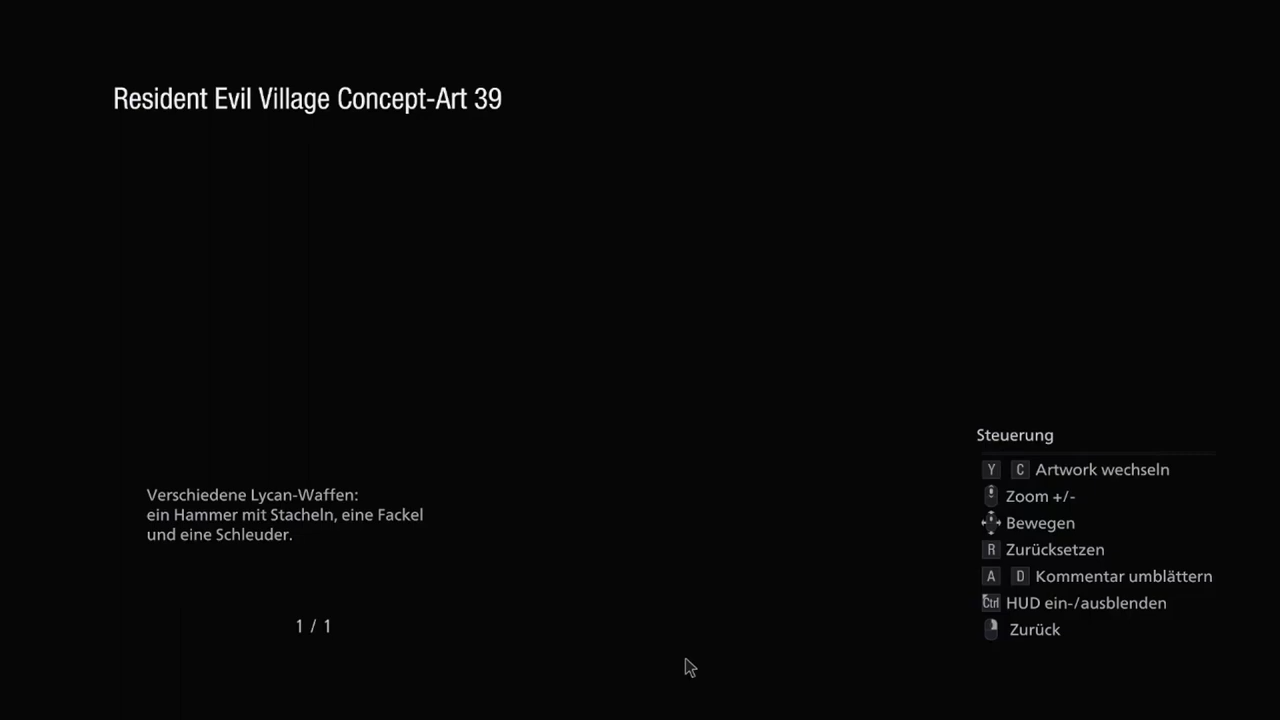 Resident Evil Village Concept-Art 39
Verschiedene Lycan-Waffen:
ein Hammer mit Stacheln, eine Fackel
und eine Schleuder.
1 / 1
Steuerung
Y C Artwork wechseln
Zoom +/-
Bewegen
R Zurücksetzen
A D Kommentar umblättern
Ctrl HUD ein-/ausblenden
Zurück